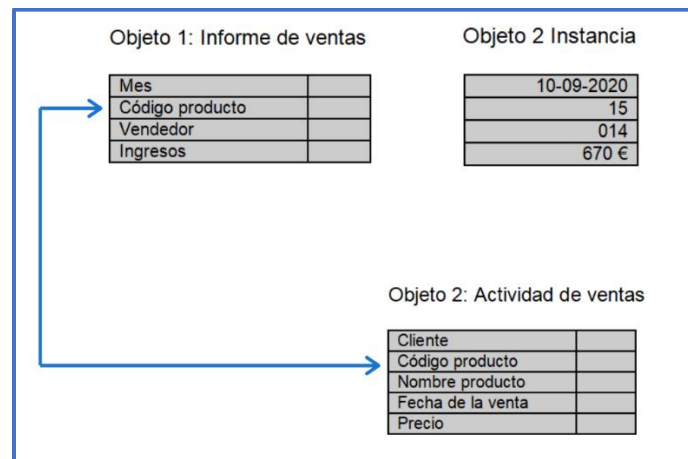 Objeto 1: Informe de ventas
Mes
Código producto
Vendedor
Ingresos
Objeto 2 Instancia
10-09-2020
15
014
670 €
Objeto 2: Actividad de ventas
Cliente
Código producto
Nombre producto
Fecha de la venta
Precio